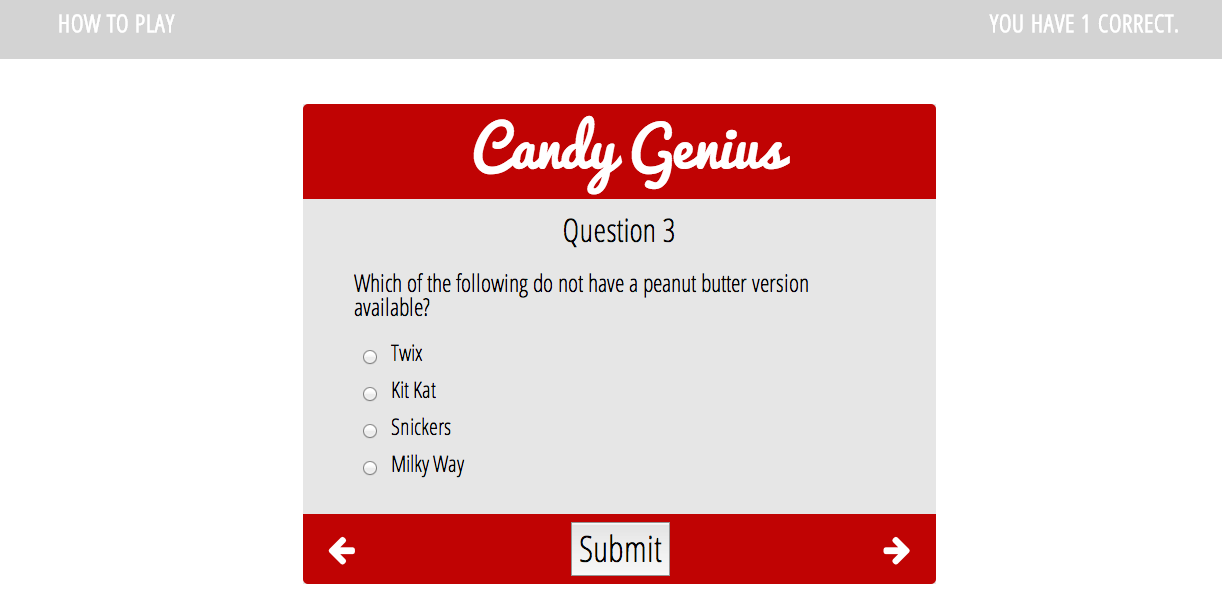 HOW TO PLAY
YOU HAVE 1 CORRECT.
Candy Genius
Question 3
Which of the following do not have a peanut butter version
available?
Twix
Kit Kat
Snickers
Milky Way
Submit